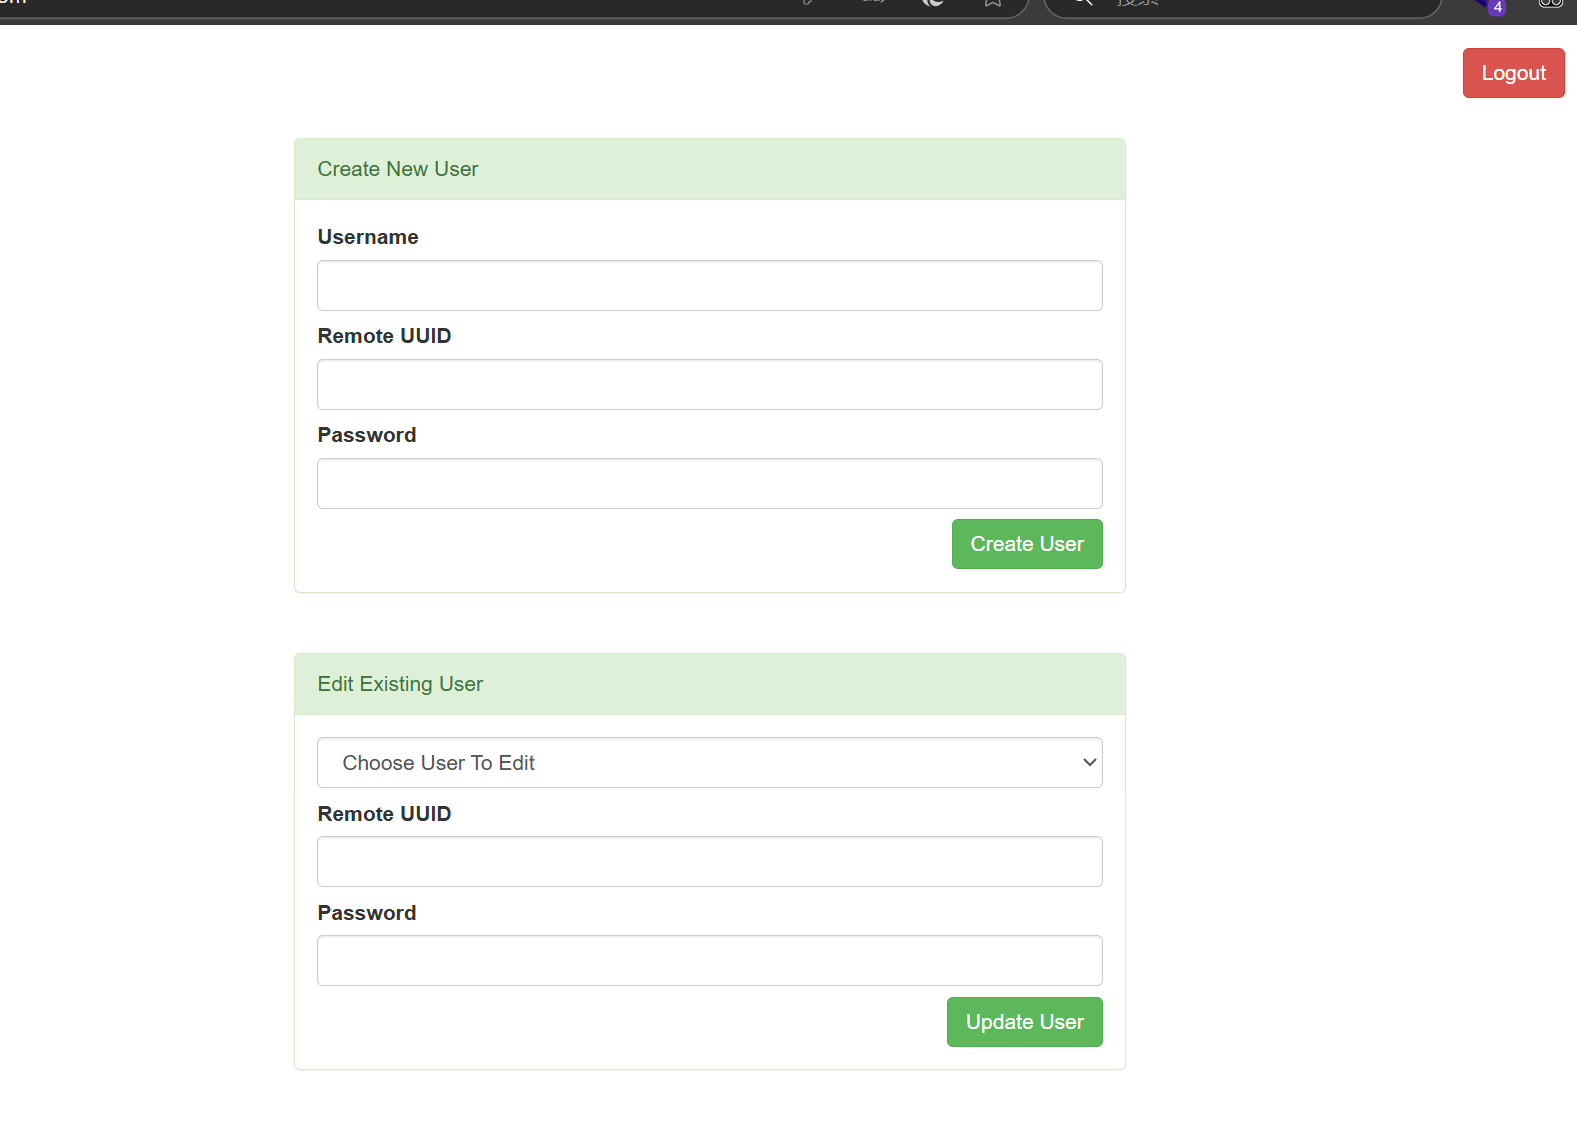 4
Logout
Create New User
Username
Remote UUID
Password
Create User
Edit Existing User
Choose User To Edit
Remote UUID
Password
Update User